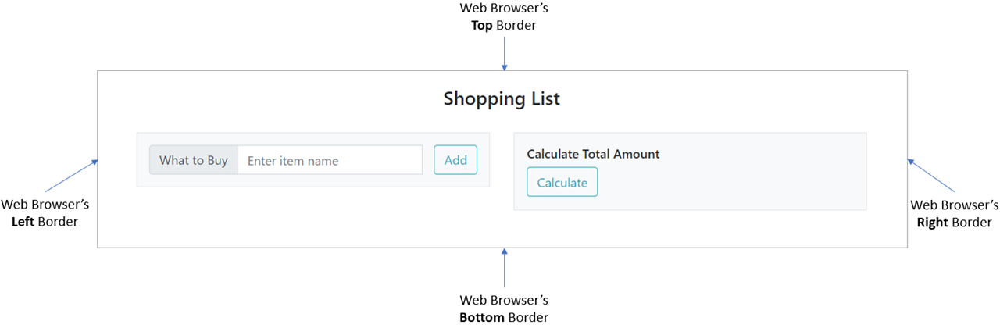 Web Browser’s
Top Border
Shopping List
What to Buy Enter item name Add
Calculate Total Amount
Calculate
Web Browser’s
Left Border
Web Browser’s
Right Border
Web Browser’s
Bottom Border